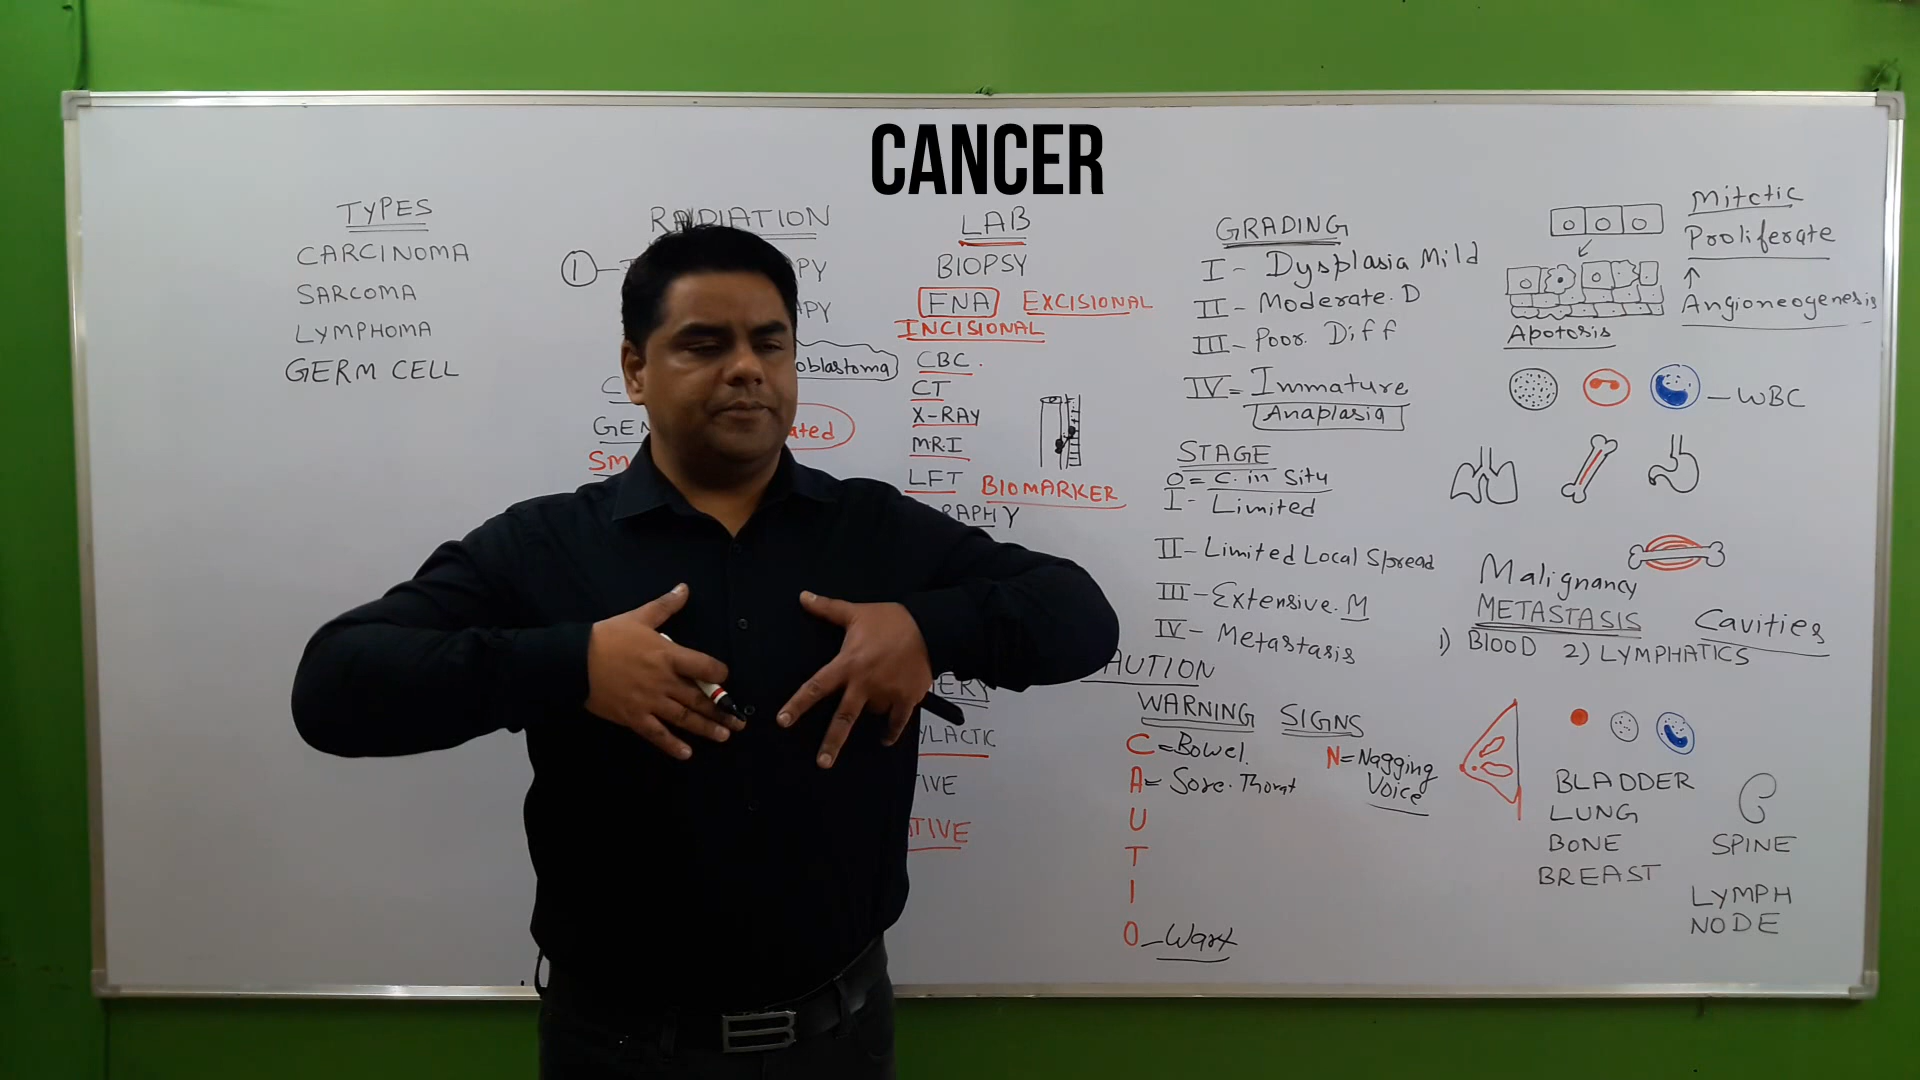 CANCER
TYPES
CARCINOMA
SARCOMA
LYMPHOMA
GERM CELL
RADIATION
1
LAB
BIOPSY
FNA EXCISIONAL
INCISIONAL
CBC.
CT
X-RAY
MRI
LFT BIOMARKER
GRADING
I - Dysplasia Mild
II - Moderate. D
III - Poor. Diff
IV = Immature
Anaplasia
STAGE
0 = C. in Situ
I - Limited
II - Limited Local Spread
III - Extensive. M
IV - Metastasis
WARNING SIGNS
C = Bowel.
A = Sore. Thorat
U
T
I
O - Wart
N = Nagging
Voice
Mitotic
Proliferate
Angioneogenesis
Apotosis
WBC
Malignancy
METASTASIS
Cavities
1) BLOOD 2) LYMPHATICS
BLADDER
LUNG
BONE
BREAST
SPINE
LYMPH
NODE